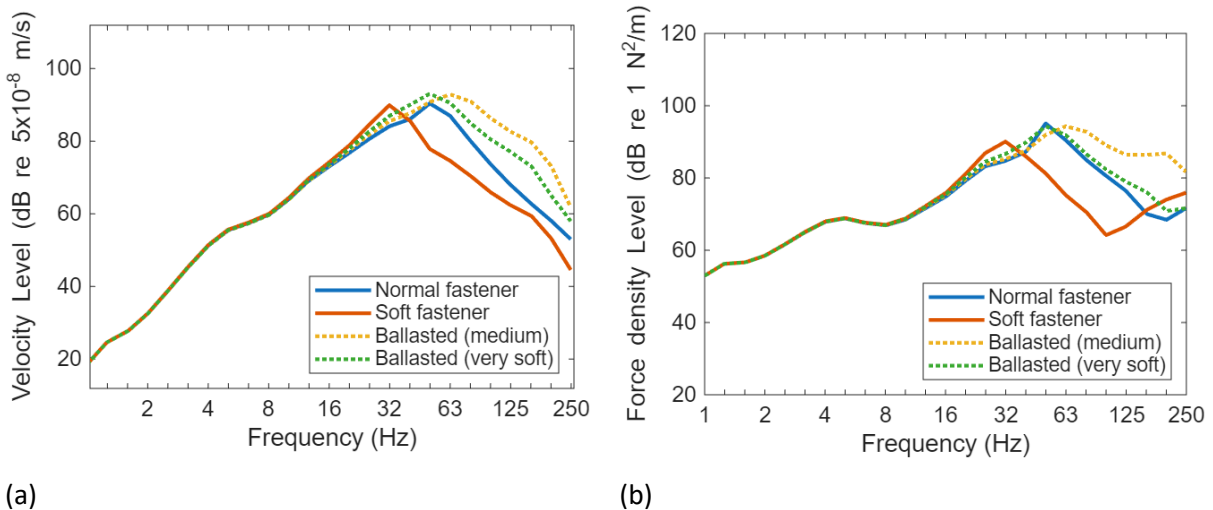 Velocity Level (dB re 5x10⁻⁸ m/s)
100
80
60
40
20
2 4 8 16 32 63 125 250
Frequency (Hz)
Normal fastener
Soft fastener
Ballasted (medium)
Ballasted (very soft)
(a)
Force density Level (dB re 1 N²/m)
120
100
80
60
40
20
1 2 4 8 16 32 63 125 250
Frequency (Hz)
Normal fastener
Soft fastener
Ballasted (medium)
Ballasted (very soft)
(b)